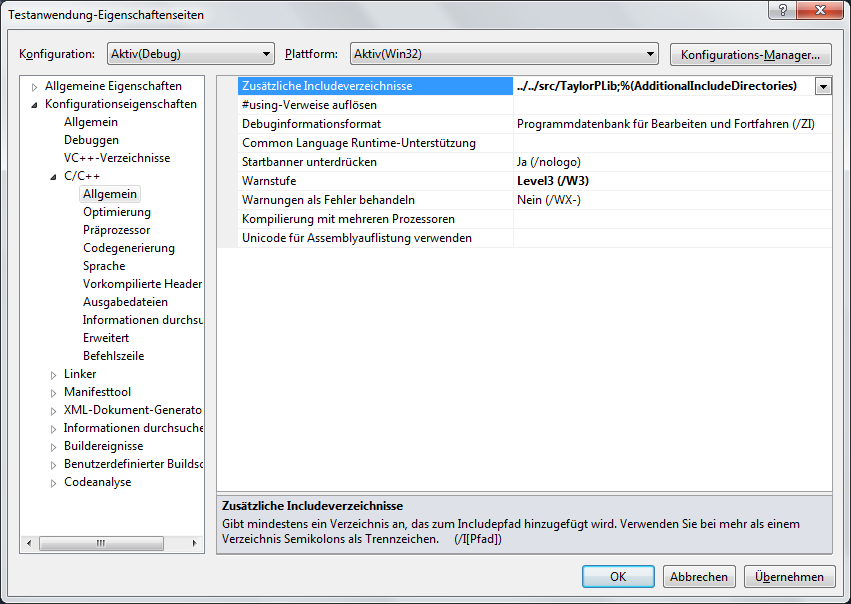 Testanwendung-Eigenschaftenseiten
Konfiguration: Aktiv(Debug) Plattform: Aktiv(Win32) Konfigurations-Manager...
Allgemeine Eigenschaften
Konfigurationseigenschaften
Allgemein
Debuggen
VC++-Verzeichnisse
C/C++
Allgemein
Optimierung
Präprozessor
Codegenerierung
Sprache
Vorkompilierte Header
Ausgabedateien
Informationen durchsu
Erweitert
Befehlszeile
Linker
Manifesttool
XML-Dokument-Generato
Informationen durchsuche
Buildereignisse
Benutzerdefinierter Buildsc
Codeanalyse
Zusätzliche Includeverzeichnisse ../../src/TaylorPLib;%(AdditionalIncludeDirectories)
#using-Verweise auflösen
Debuginformationsformat Programmdatenbank für Bearbeiten und Fortfahren (/ZI)
Common Language Runtime-Unterstützung
Startbanner unterdrücken Ja (/nologo)
Warnstufe Level3 (/W3)
Warnungen als Fehler behandeln Nein (/WX-)
Kompilierung mit mehreren Prozessoren
Unicode für Assemblyauflistung verwenden
Zusätzliche Includeverzeichnisse
Gibt mindestens ein Verzeichnis an, das zum Includepfad hinzugefügt wird. Verwenden Sie bei mehr als einem
Verzeichnis Semikolons als Trennzeichen. (/I[Pfad])
OK Abbrechen Übernehmen